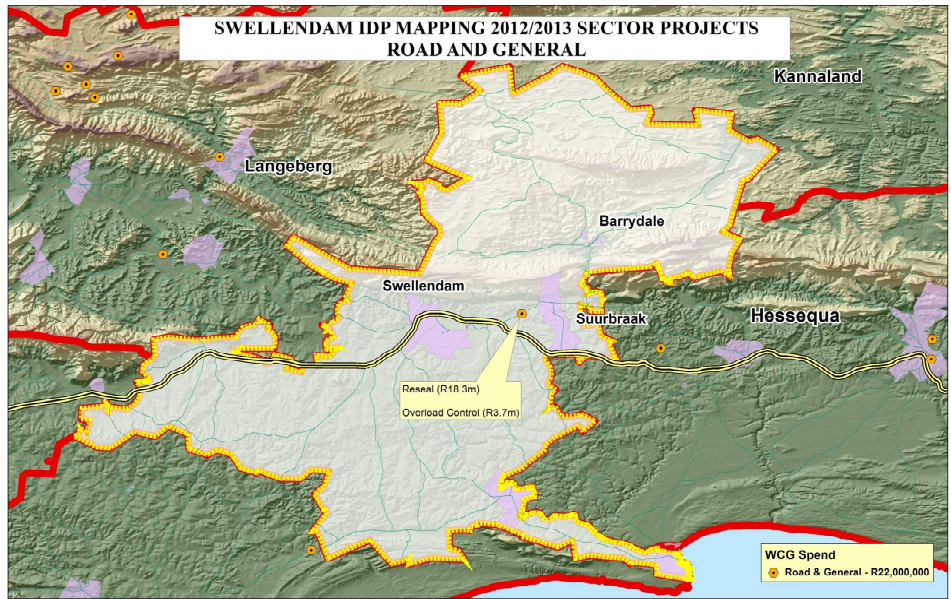 SWELLENDAM IDP MAPPING 2012/2013 SECTOR PROJECTS
ROAD AND GENERAL
Kannaland
Langeberg
Barrydale
Swellendam
Suurbraak
Hessequa
Reseal (R18.3m)
Overload Control (R3.7m)
WCG Spend
Road & General - R22,000,000